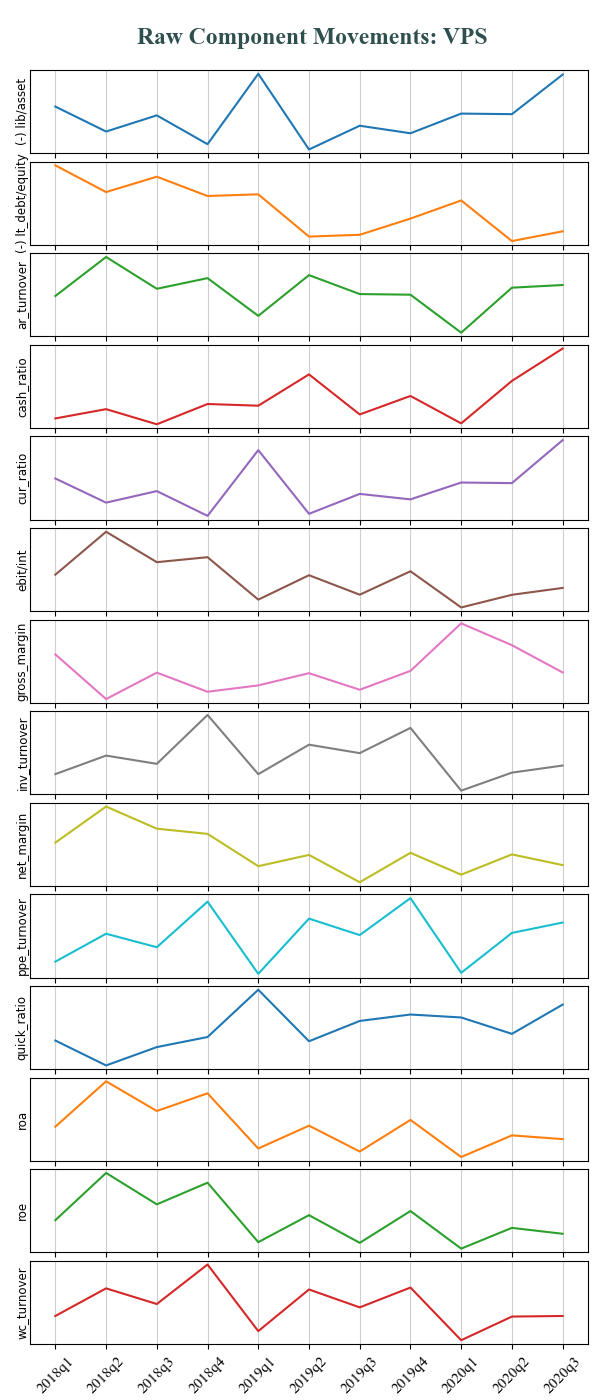 Raw Component Movements: VPS
(-) lib/asset
(-) lt_debt/equity
ar_turnover
cash_ratio
cur_ratio
ebit/int
gross_margin
inv_turnover
net_margin
ppe_turnover
quick_ratio
roa
roe
wc_turnover
2018q1 2018q2 2018q3 2018q4 2019q1 2019q2 2019q3 2019q4 2020q1 2020q2 2020q3